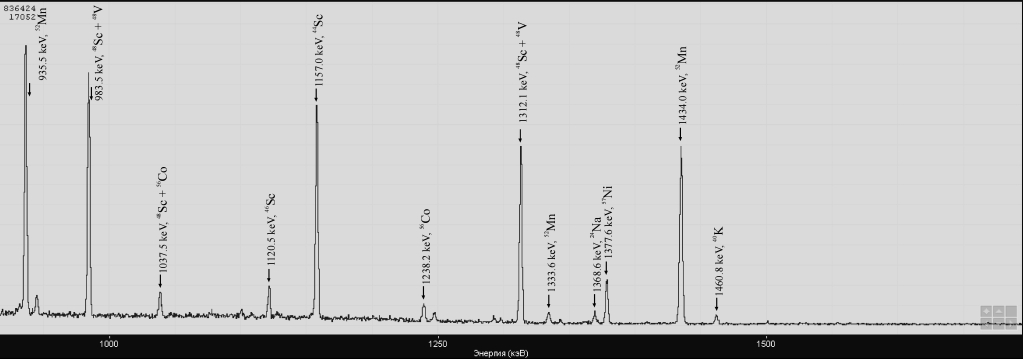 836424
17052
935.5 keV, ⁵²Mn
983.5 keV, ⁴⁸Sc + ⁴⁸V
1037.5 keV, ⁴⁸Sc + ⁵⁶Co
1120.5 keV, ⁴⁶Sc
1157.0 keV, ⁴⁴Sc
1238.2 keV, ⁵⁶Co
1312.1 keV, ⁴⁸Sc + ⁴⁸V
1333.6 keV, ⁵²Mn
1368.6 keV, ²⁴Na
1377.6 keV, ⁵⁷Ni
1434.0 keV, ⁵²Mn
1460.8 keV, ⁴⁰K
1000
1250
1500
Энергия (кэВ)